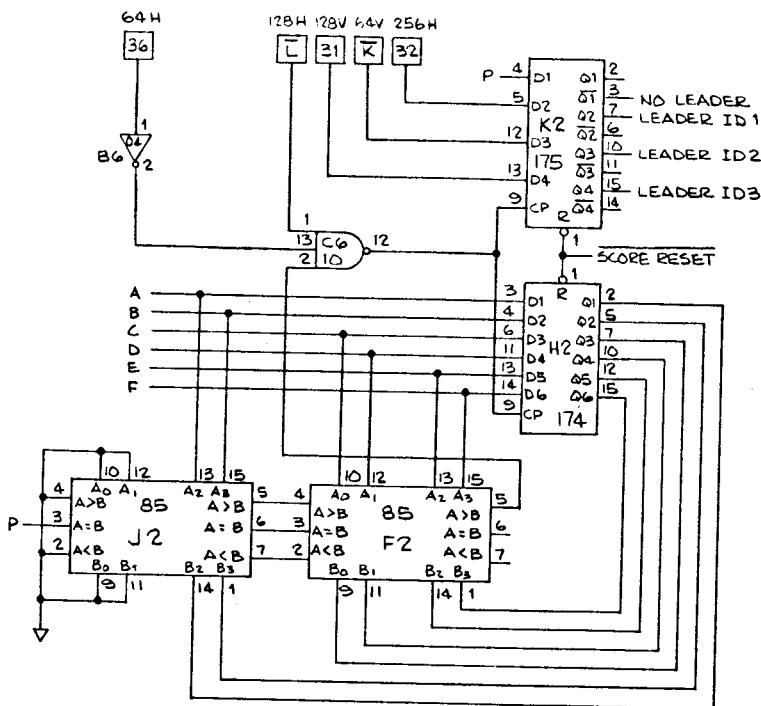 64H 128H 128V 64V 256H
36 L̅ 31 K̅ 32
P 4 D1 Q1 2
Q̅1̅ 3 NO LEADER
5 D2 Q2 7 LEADER ID1
K2 Q̅2̅ 6
1 D4 12 D3 Q3 10 LEADER ID2
B6 2 175 Q̅3̅ 11
13 D4 Q4 15 LEADER ID3
9 CP Q̅4̅ 14
1 R
13 C6 12 1
2 10 S̅C̅O̅R̅E̅ ̅R̅E̅S̅E̅T̅
1
R
A 3 D1 Q1 2
B 4 D2 Q2 5
C 6 D3 Q3 7
D 11 D4 H2 Q4 10
E 13 D5 Q5 12
F 14 D6 Q6 15
9 CP 174
10 12 13 15 10 12 13 15
A0 A1 A2 A3 A0 A1 A2 A3
4 A>B 85 A>B 5 4 A>B 85 A>B 5
P 3 A=B J2 A=B 6 3 A=B F2 A=B 6
2 A<B A<B 7 2 A<B A<B 7
B0 B1 B2 B3 B0 B1 B2 B3
9 11 14 1 9 11 14 1